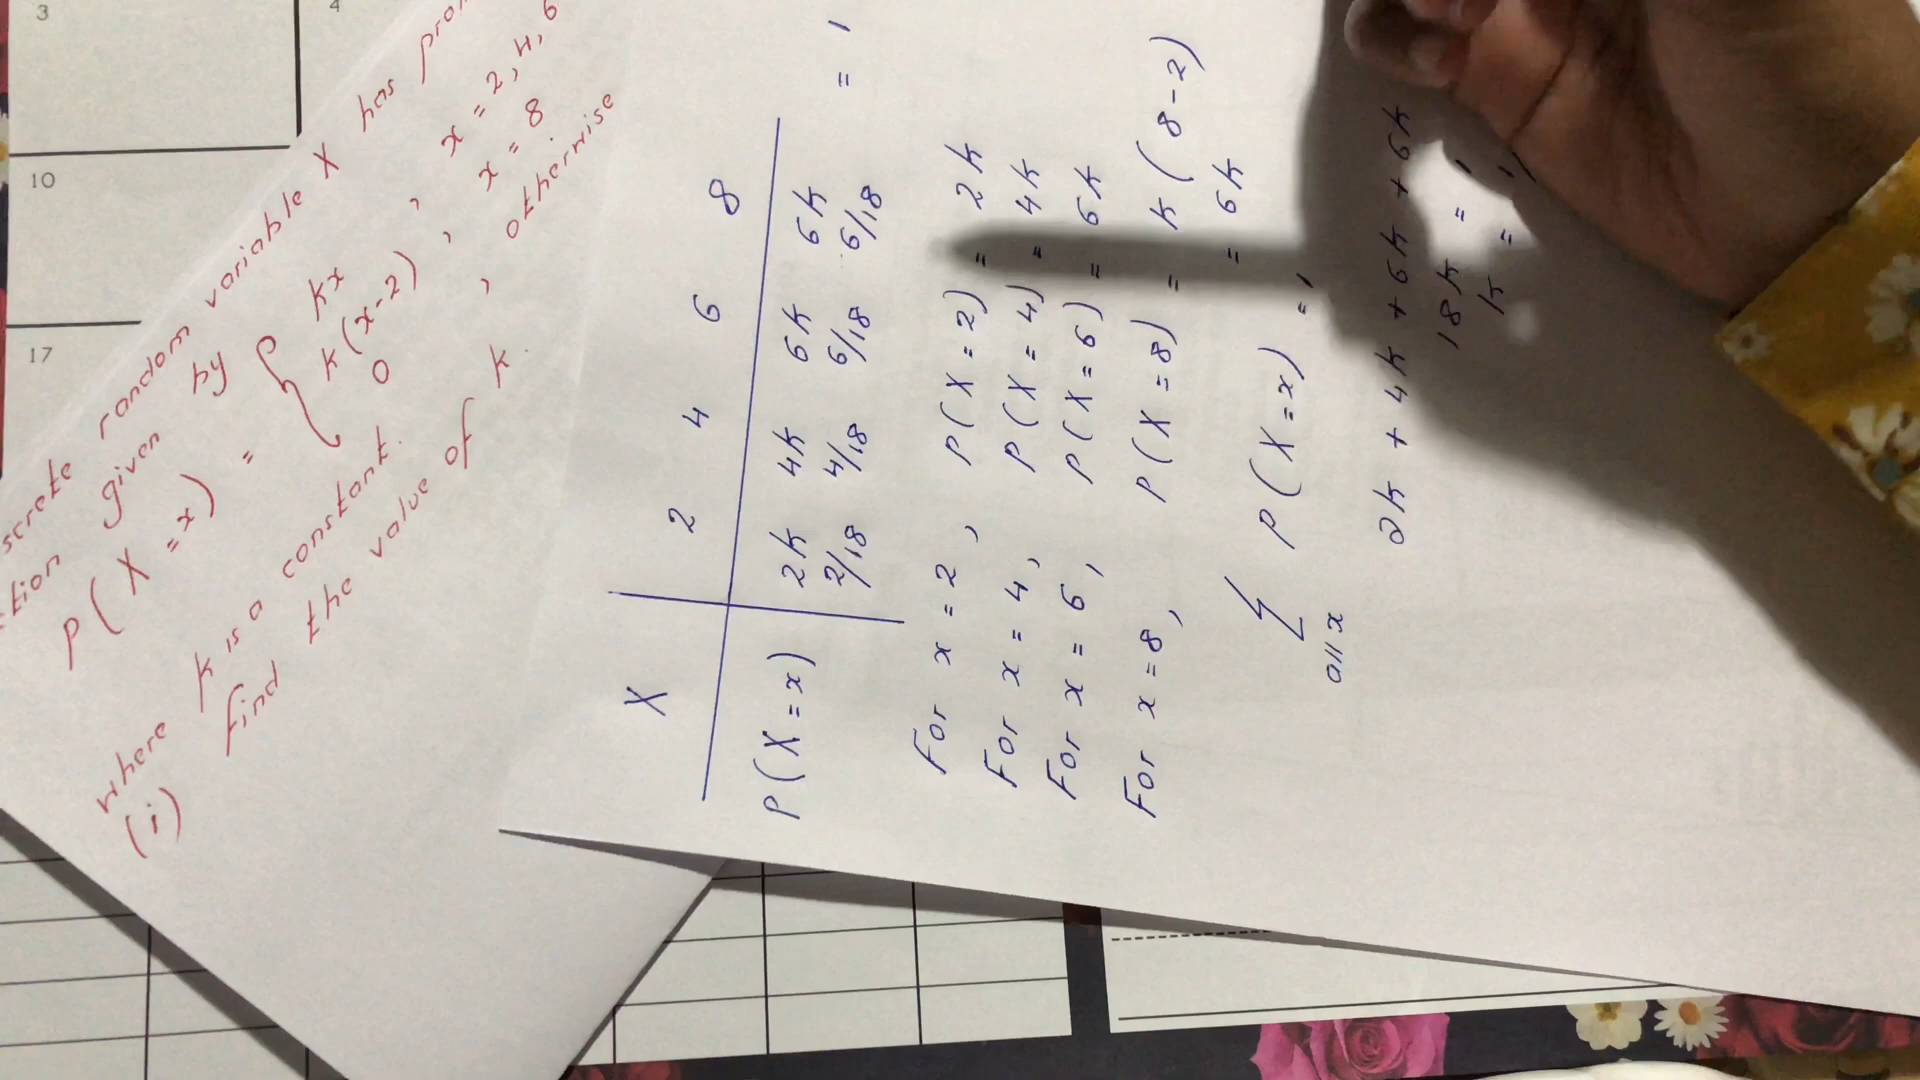 3
4
10
17
screte random variable X has pro
ction given by
P(X=x) = { kx , x = 2, 4, 6
k(x-2) , x = 8
0 , otherwise
where k is a constant.
(i) find the value of k.
X 2 4 6 8
P(X=x) 2k 4k 6k 6k = 1
2/18 4/18 6/18 6/18
For x = 2, P(X=2) = 2k
For x = 4, P(X=4) = 4k
For x = 6, P(X=6) = 6k
For x = 8, P(X=8) = k(8-2)
= 6k
∑ P(X=x) = 1
all x
2k + 4k + 6k + 6k
18k = 1
k =